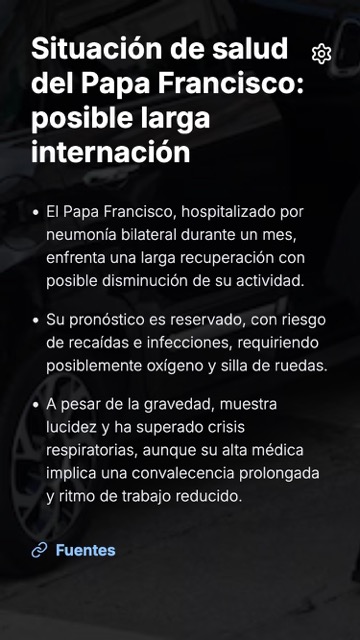 Situación de salud
del Papa Francisco:
posible larga
internación
• El Papa Francisco, hospitalizado por
neumonía bilateral durante un mes,
enfrenta una larga recuperación con
posible disminución de su actividad.
• Su pronóstico es reservado, con riesgo
de recaídas e infecciones, requiriendo
posiblemente oxígeno y silla de ruedas.
• A pesar de la gravedad, muestra
lucidez y ha superado crisis
respiratorias, aunque su alta médica
implica una convalecencia prolongada
y ritmo de trabajo reducido.
Fuentes